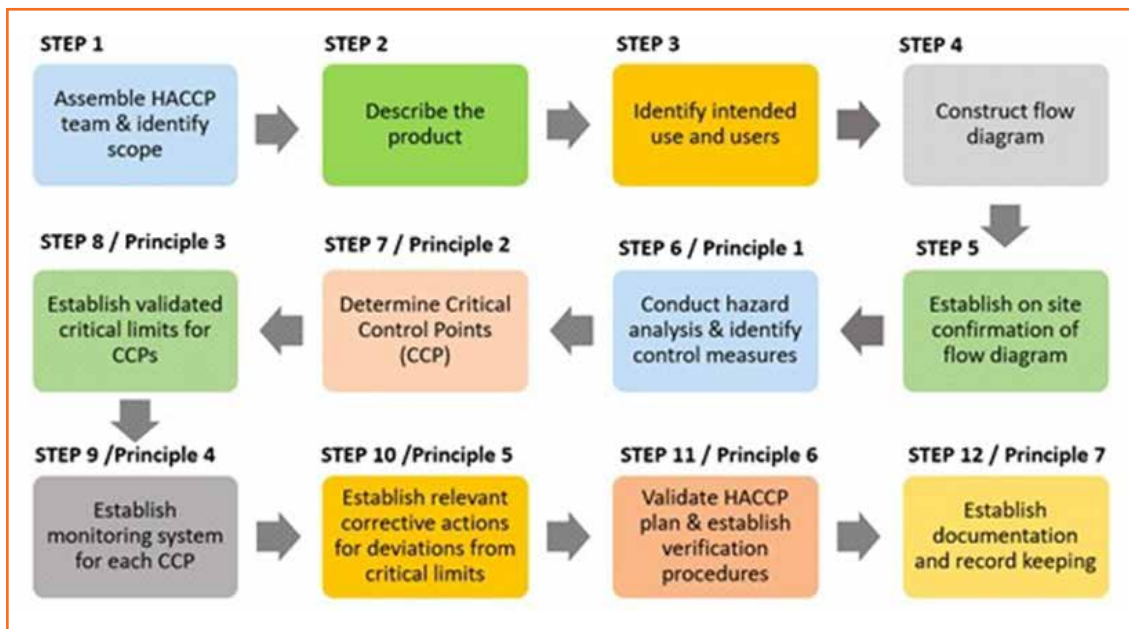 STEP 1
Assemble HACCP
team & identify
scope
STEP 2
Describe the
product
STEP 3
Identify intended
use and users
STEP 4
Construct flow
diagram
STEP 5
Establish on site
confirmation of
flow diagram
STEP 6 / Principle 1
Conduct hazard
analysis & identify
control measures
STEP 7 / Principle 2
Determine Critical
Control Points
(CCP)
STEP 8 / Principle 3
Establish validated
critical limits for
CCPs
STEP 9 /Principle 4
Establish
monitoring system
for each CCP
STEP 10 /Principle 5
Establish relevant
corrective actions
for deviations from
critical limits
STEP 11 / Principle 6
Validate HACCP
plan & establish
verification
procedures
STEP 12 / Principle 7
Establish
documentation
and record keeping